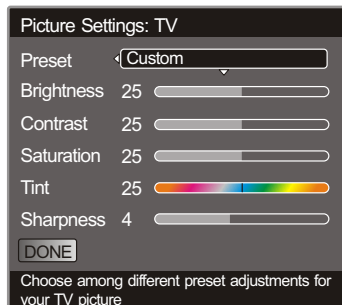 Picture Settings: TV
Preset Custom
Brightness 25
Contrast 25
Saturation 25
Tint 25
Sharpness 4
DONE
Choose among different preset adjustments for
your TV picture